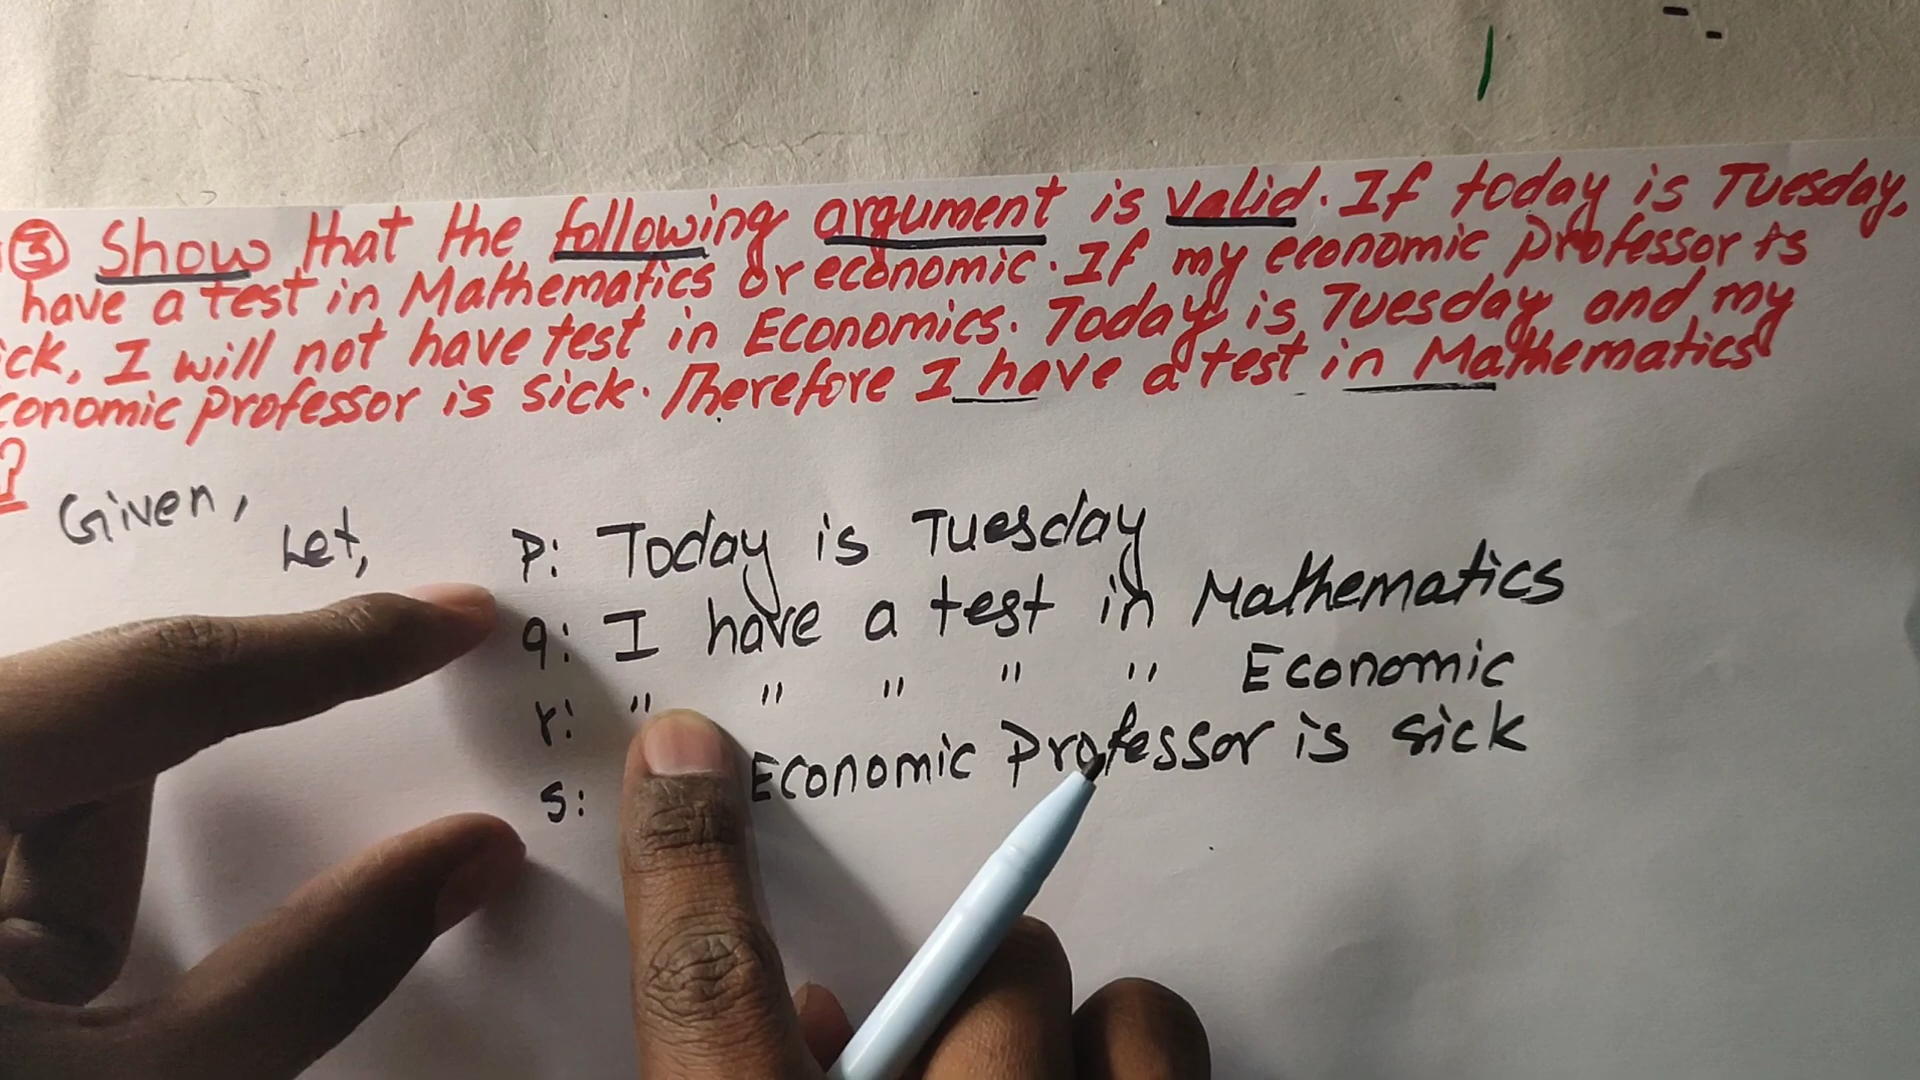 ③ Show that the following argument is valid. If today is Tuesday,
have a test in Mathematics or economic. If my economic professor is
ck, I will not have test in Economics. Today is Tuesday and my
conomic professor is sick. Therefore I have a test in Mathematics
?
Given,
Let,
P: Today is Tuesday
q: I have a test in Mathematics
r: " " " " " Economic
s: Economic Professor is sick